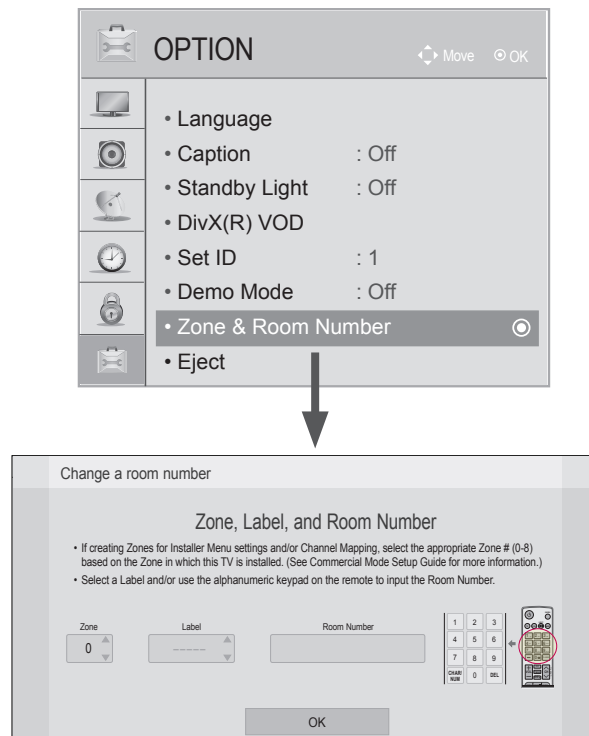 OPTION
Move
OK
• Language
• Caption : Off
• Standby Light : Off
• DivX(R) VOD
• Set ID : 1
• Demo Mode : Off
• Zone & Room Number
• Eject
Change a room number
Zone, Label, and Room Number
• If creating Zones for Installer Menu settings and/or Channel Mapping, select the appropriate Zone # (0-8)
based on the Zone in which this TV is installed. (See Commercial Mode Setup Guide for more information.)
• Select a Label and/or use the alphanumeric keypad on the remote to input the Room Number.
Zone
Label
Room Number
0
-----
1 2 3
4 5 6
7 8 9
CHAR/
NUM
0
DEL
OK